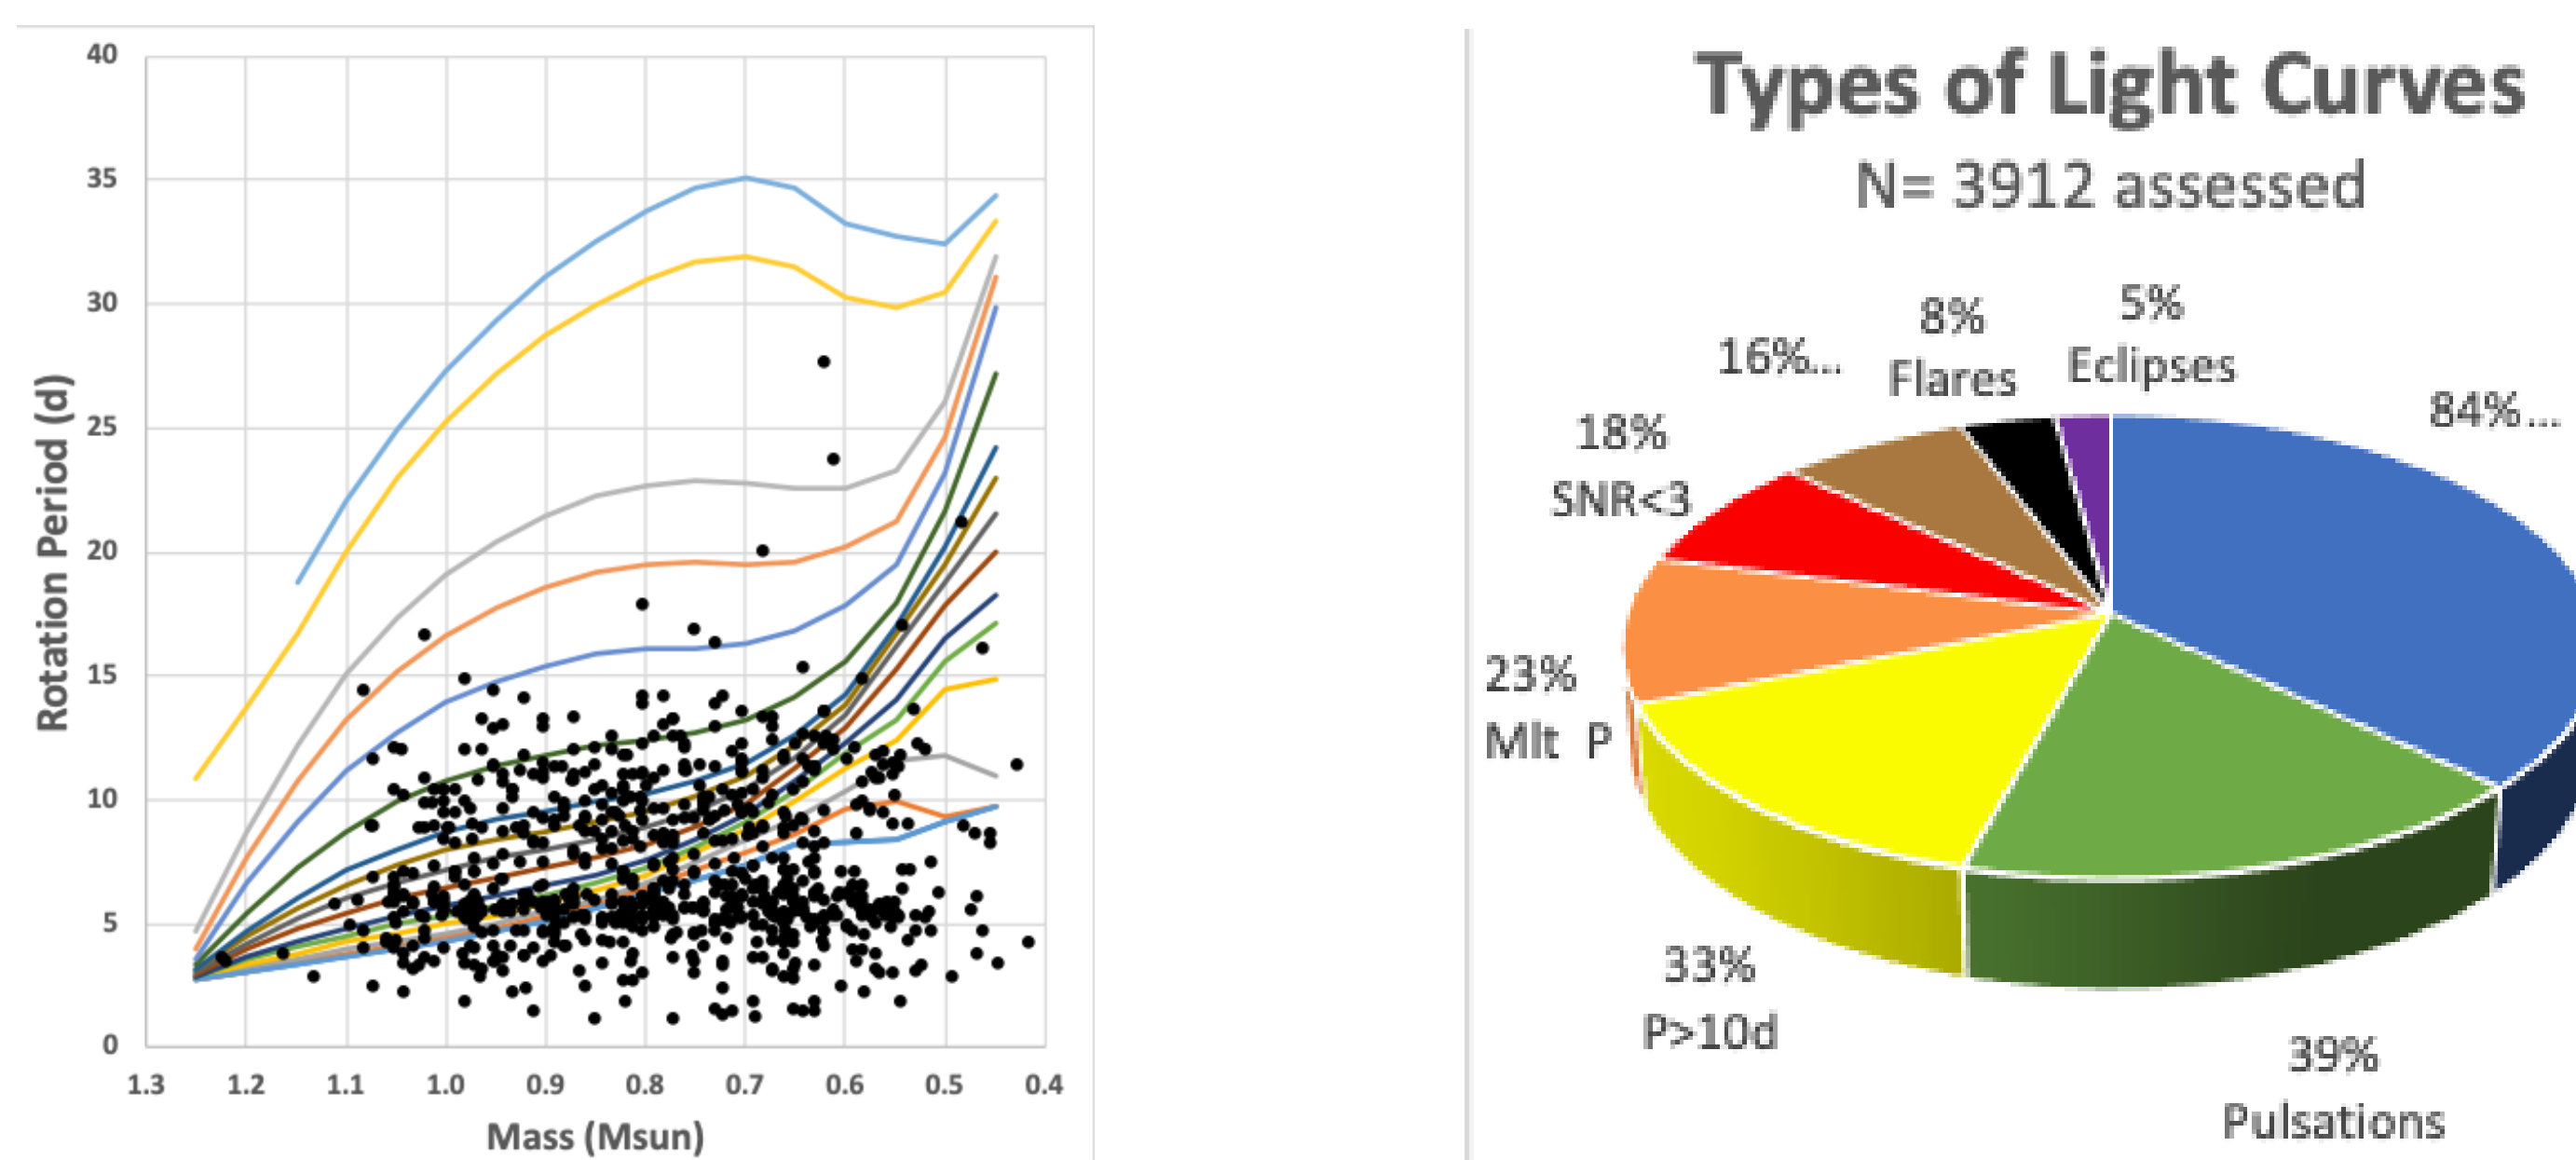 40
35
30
25
20
15
10
5
0
Rotation Period (d)
1.3 1.2 1.1 1.0 0.9 0.8 0.7 0.6 0.5 0.4
Mass (Msun)
Types of Light Curves
N= 3912 assessed
5%
Eclipses
8%
Flares
16%...
84%...
18%
SNR<3
23%
Mlt P
33%
P>10d
39%
Pulsations